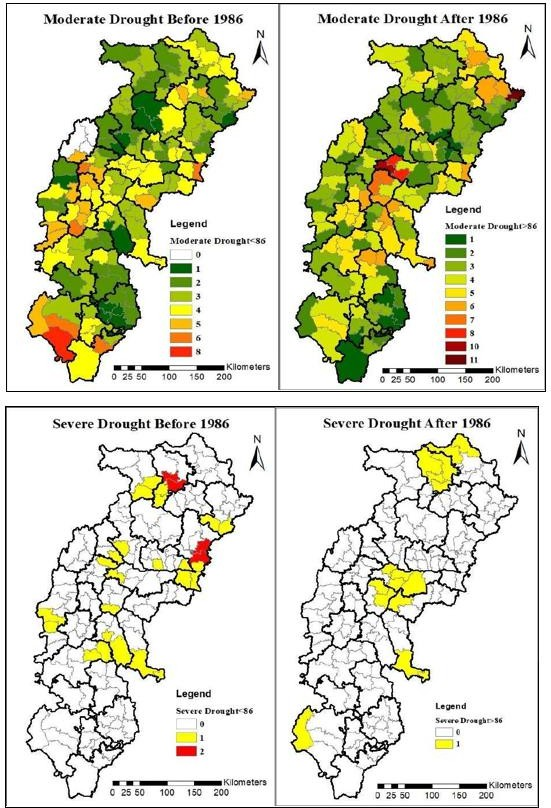 Moderate Drought Before 1986
N
Legend
Moderate Drought<86
0
1
2
3
4
5
6
8
Kilometers
0 25 50 100 150 200
Moderate Drought After 1986
N
Legend
Moderate Drought>86
1
2
3
4
5
6
7
8
10
11
Kilometers
0 25 50 100 150 200
Severe Drought Before 1986
N
Legend
Severe Drought<86
0
1
2
Kilometers
0 25 50 100 150 200
Severe Drought After 1986
N
Legend
Severe Drought>86
0
1
Kilometers
0 25 50 100 150 200